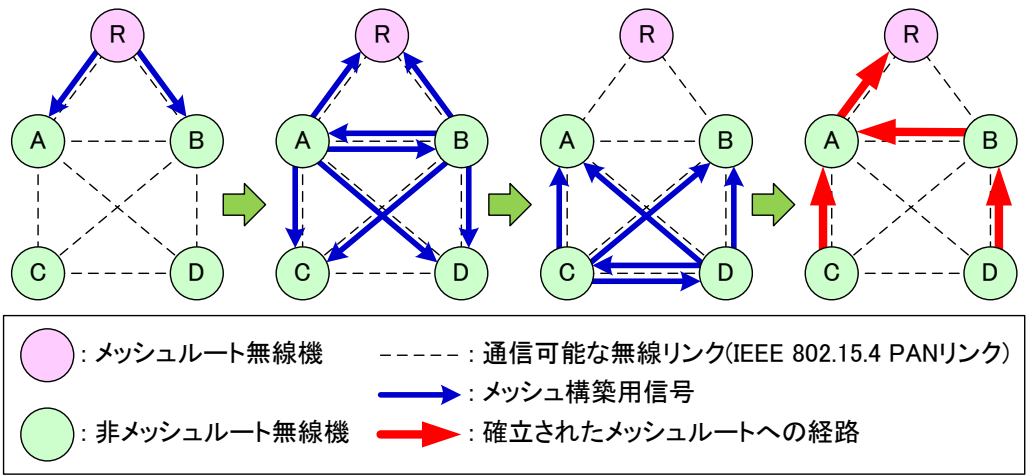 R
R
R
R
A
B
A
B
A
B
A
B
C
D
C
D
C
D
C
D
: メッシュルート無線機
: 通信可能な無線リンク(IEEE 802.15.4 PANリンク)
: メッシュ構築用信号
: 非メッシュルート無線機
: 確立されたメッシュルートへの経路